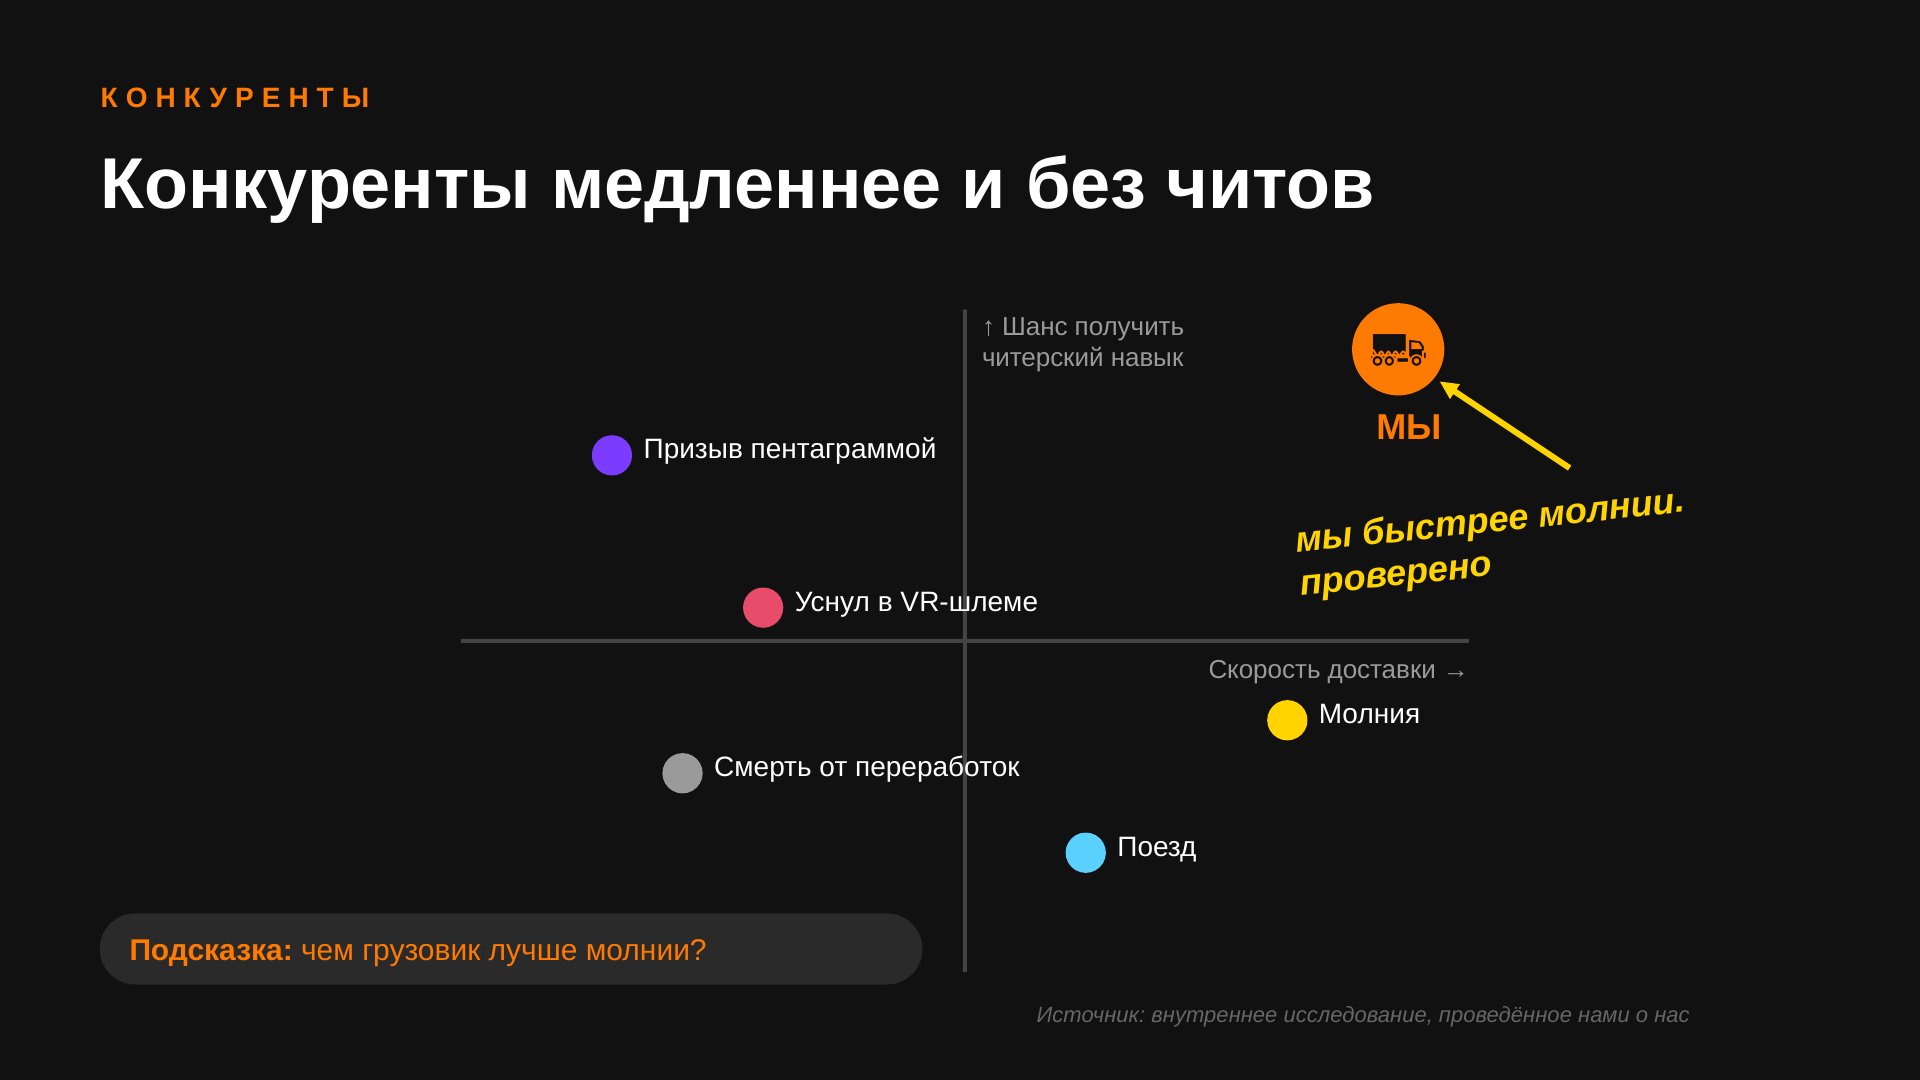 КОНКУРЕНТЫ
Конкуренты медленнее и без читов
↑ Шанс получить
читерский навык
МЫ
Призыв пентаграммой
мы быстрее молнии.
проверено
Уснул в VR-шлеме
Скорость доставки →
Молния
Смерть от переработок
Поезд
Подсказка: чем грузовик лучше молнии?
Источник: внутреннее исследование, проведённое нами о нас